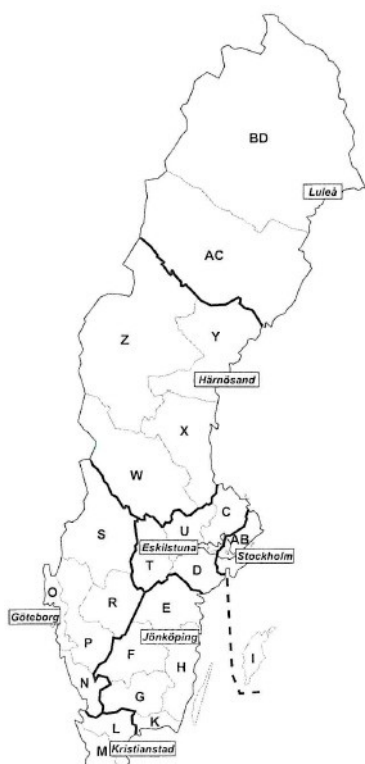 BD
Luleå
AC
Z
Y
Härnösand
X
W
C
S
U
AB
Eskilstuna
Stockholm
T
D
O
R
E
Göteborg
Jönköping
P
F
H
I
N
G
K
L
Kristianstad
M